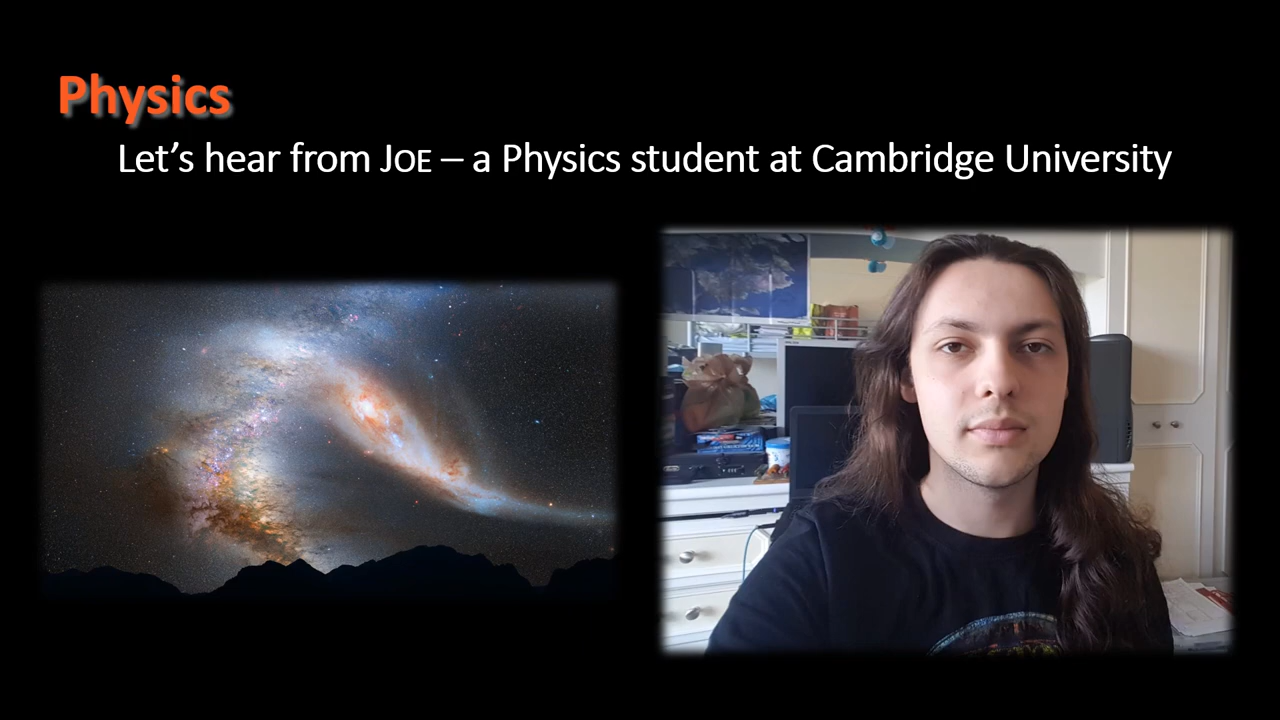 Physics
Let’s hear from JOE – a Physics student at Cambridge University